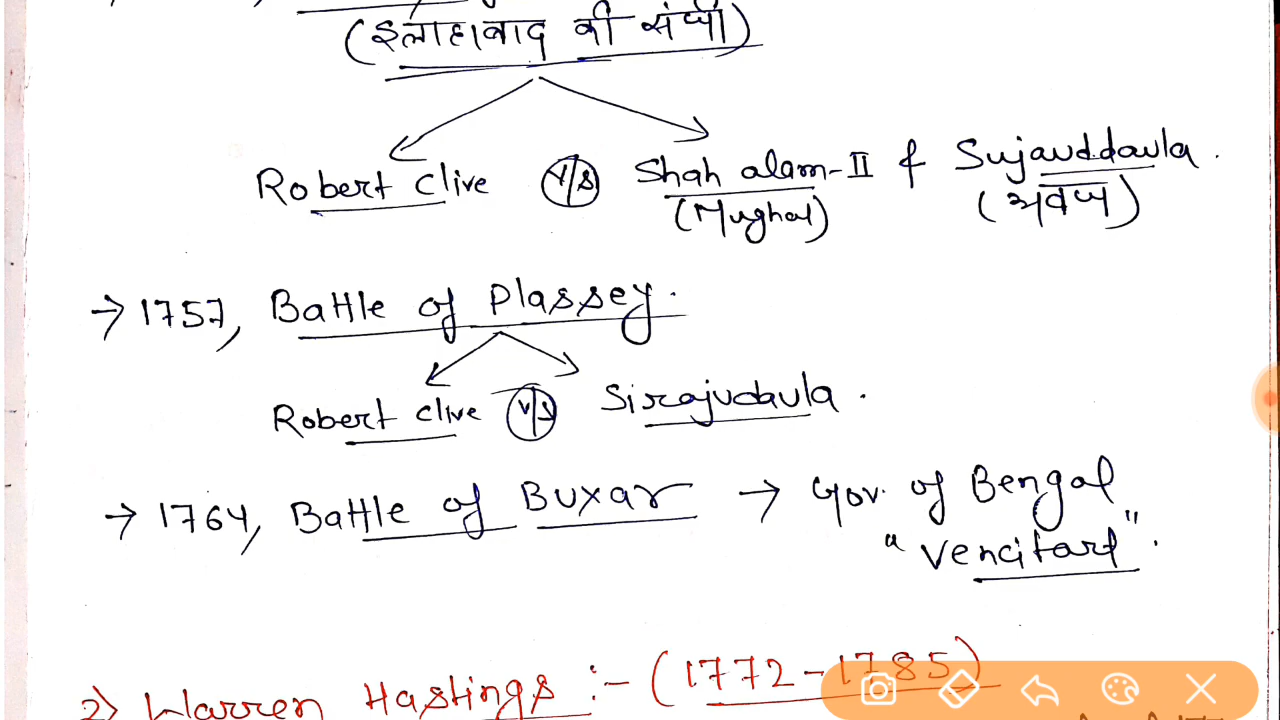 (इलाहाबाद की संधी)
Robert Clive V/S Shah alam-II & Sujauddaula.
(Mughal) (अवध)
→ 1757, Battle of Plassey.
Robert Clive V/S Sirajudaula.
→ 1764, Battle of Buxar → Gov. of Bengal
"Vencitart".
2) Warren Hastings :- (1772-1785)